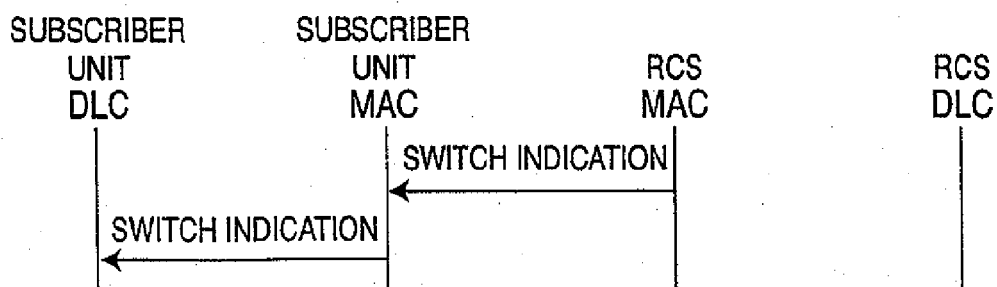 SUBSCRIBER
UNIT
DLC
SUBSCRIBER
UNIT
MAC
RCS
MAC
RCS
DLC
SWITCH INDICATION
SWITCH INDICATION